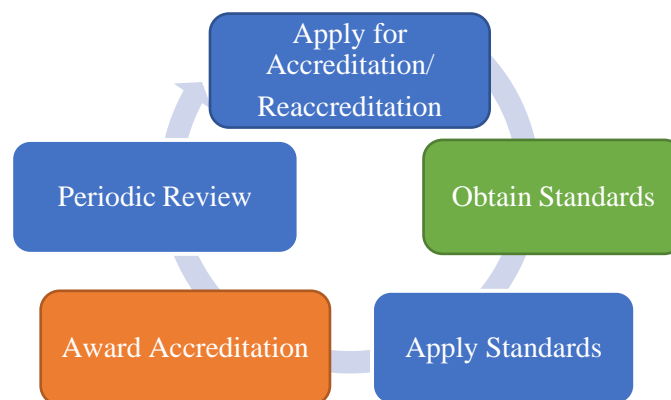 Apply for
Accreditation/
Reaccreditation
Obtain Standards
Apply Standards
Award Accreditation
Periodic Review